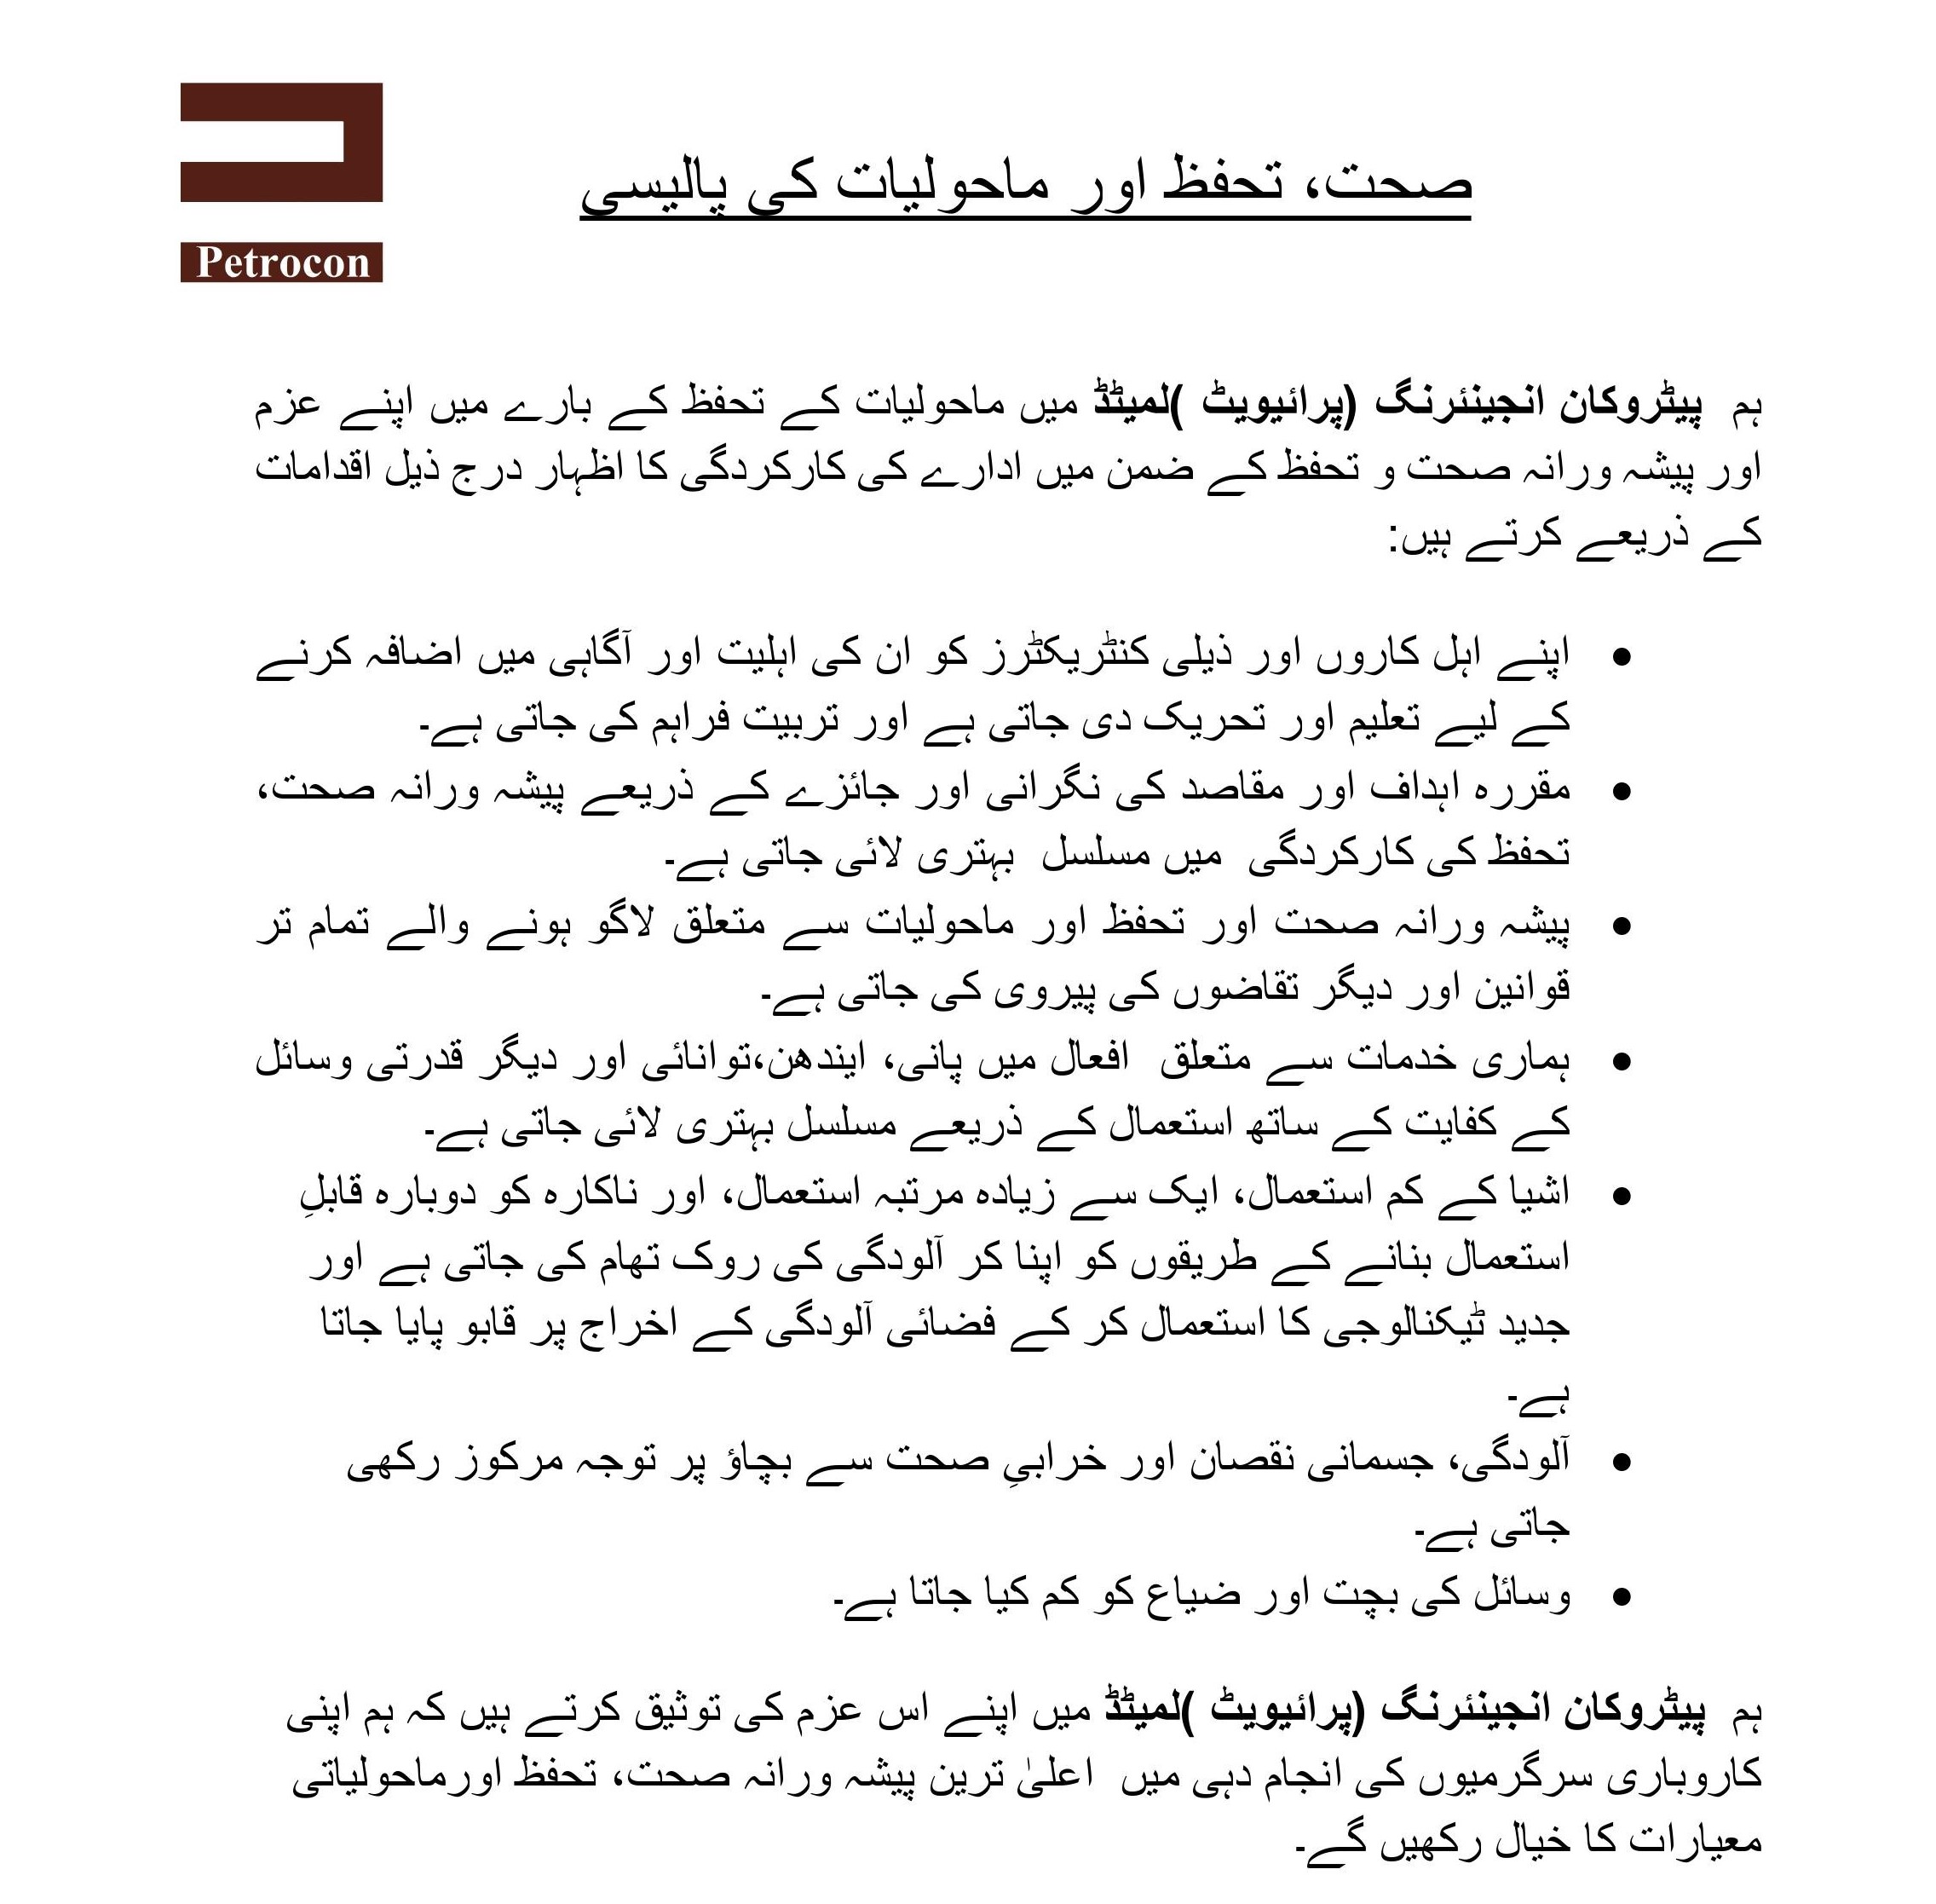 صحت، تحفظ اور ماحولیات کی پالیسی
Petrocon
ہم پیٹروکان انجینئرنگ (پرائیویٹ )لمیٹڈ میں ماحولیات کے تحفظ کے بارے میں اپنے عزم
اور پیشہ ورانہ صحت و تحفظ کے ضمن میں ادارے کی کارکردگی کا اظہار درج ذیل اقدامات
کے ذریعے کرتے ہیں:
• اپنے اہل کاروں اور ذیلی کنٹریکٹرز کو ان کی اہلیت اور آگاہی میں اضافہ کرنے
کے لیے تعلیم اور تحریک دی جاتی ہے اور تربیت فراہم کی جاتی ہے۔
• مقررہ اہداف اور مقاصد کی نگرانی اور جائزے کے ذریعے پیشہ ورانہ صحت،
تحفظ کی کارکردگی میں مسلسل بہتری لائی جاتی ہے۔
• پیشہ ورانہ صحت اور تحفظ اور ماحولیات سے متعلق لاگو ہونے والے تمام تر
قوانین اور دیگر تقاضوں کی پیروی کی جاتی ہے۔
• ہماری خدمات سے متعلق افعال میں پانی، ایندھن،توانائی اور دیگر قدرتی وسائل
کے کفایت کے ساتھ استعمال کے ذریعے مسلسل بہتری لائی جاتی ہے۔
• اشیا کے کم استعمال، ایک سے زیادہ مرتبہ استعمال، اور ناکارہ کو دوبارہ قابلِ
استعمال بنانے کے طریقوں کو اپنا کر آلودگی کی روک تھام کی جاتی ہے اور
جدید ٹیکنالوجی کا استعمال کر کے فضائی آلودگی کے اخراج پر قابو پایا جاتا
ہے۔
• آلودگی، جسمانی نقصان اور خرابیِ صحت سے بچاؤ پر توجہ مرکوز رکھی
جاتی ہے۔
• وسائل کی بچت اور ضیاع کو کم کیا جاتا ہے۔
ہم پیٹروکان انجینئرنگ (پرائیویٹ )لمیٹڈ میں اپنے اس عزم کی توثیق کرتے ہیں کہ ہم اپنی
کاروباری سرگرمیوں کی انجام دہی میں اعلیٰ ترین پیشہ ورانہ صحت، تحفظ اورماحولیاتی
معیارات کا خیال رکھیں گے۔